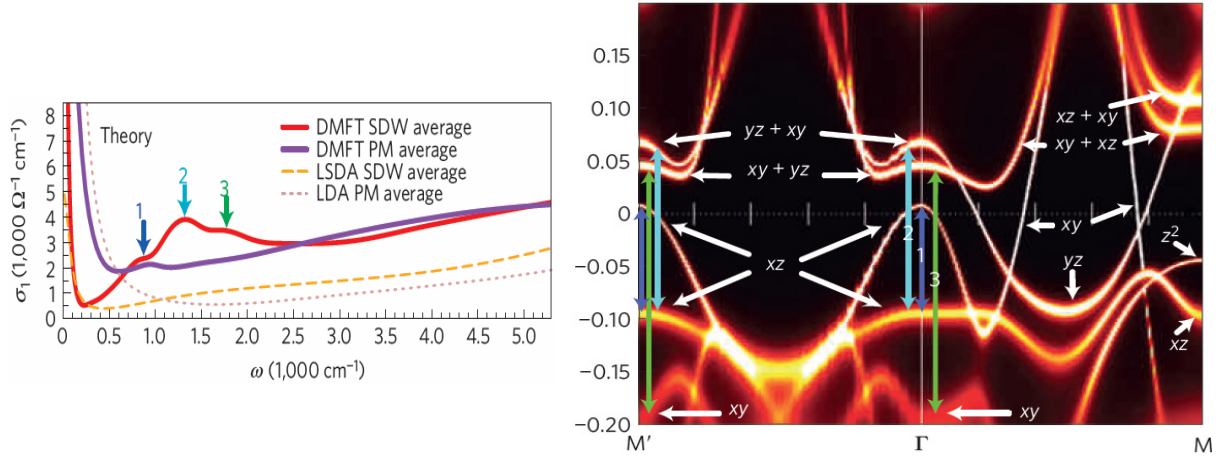 8
7
6
5
4
3
2
1
0
σ₁ (1,000 Ω⁻¹ cm⁻¹)
Theory
1
2
3
DMFT SDW average
DMFT PM average
LSDA SDW average
LDA PM average
0
0.5
1.0
1.5
2.0
2.5
3.0
3.5
4.0
4.5
5.0
ω (1,000 cm⁻¹)
0.15
0.10
0.05
0
−0.05
−0.10
−0.15
−0.20
yz + xy
xy + yz
xz + xy
xy + xz
xz
2
1
3
xy
yz
z²
xz
xy
xy
M′
Γ
M